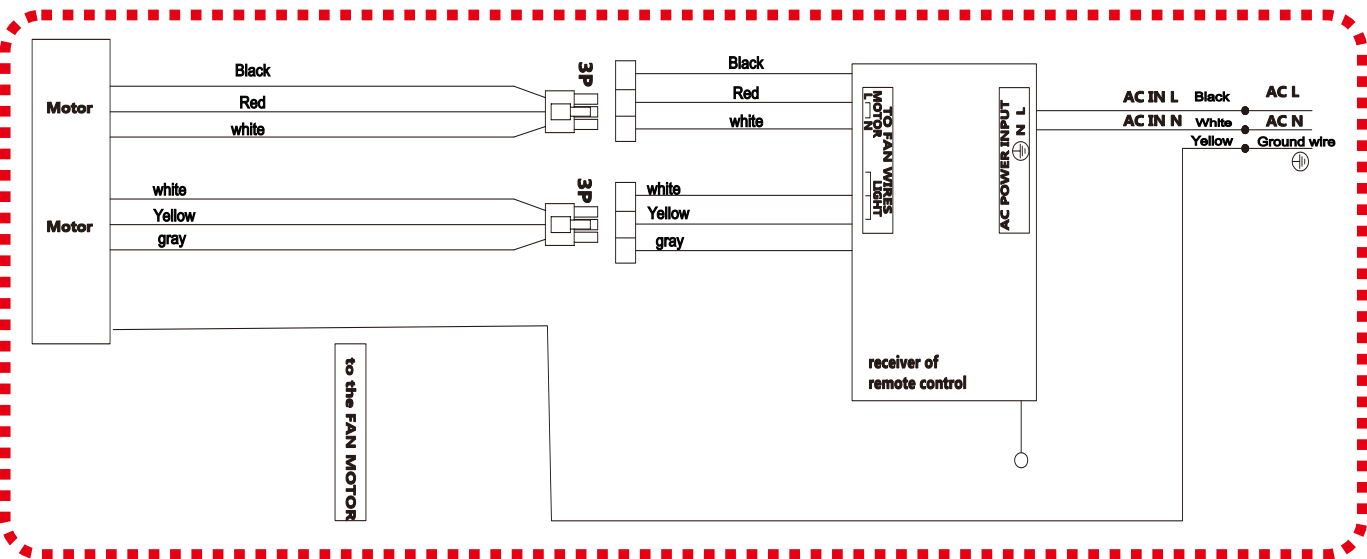 Motor
Black
Red
white
3P
Black
Red
white
Motor
white
Yellow
gray
3P
white
Yellow
gray
TO FAN WIRES
MOTOR
L N
LIGHT
AC POWER INPUT
N L
receiver of
remote control
AC IN L Black AC L
AC IN N White AC N
Yellow Ground wire
to the FAN MOTOR